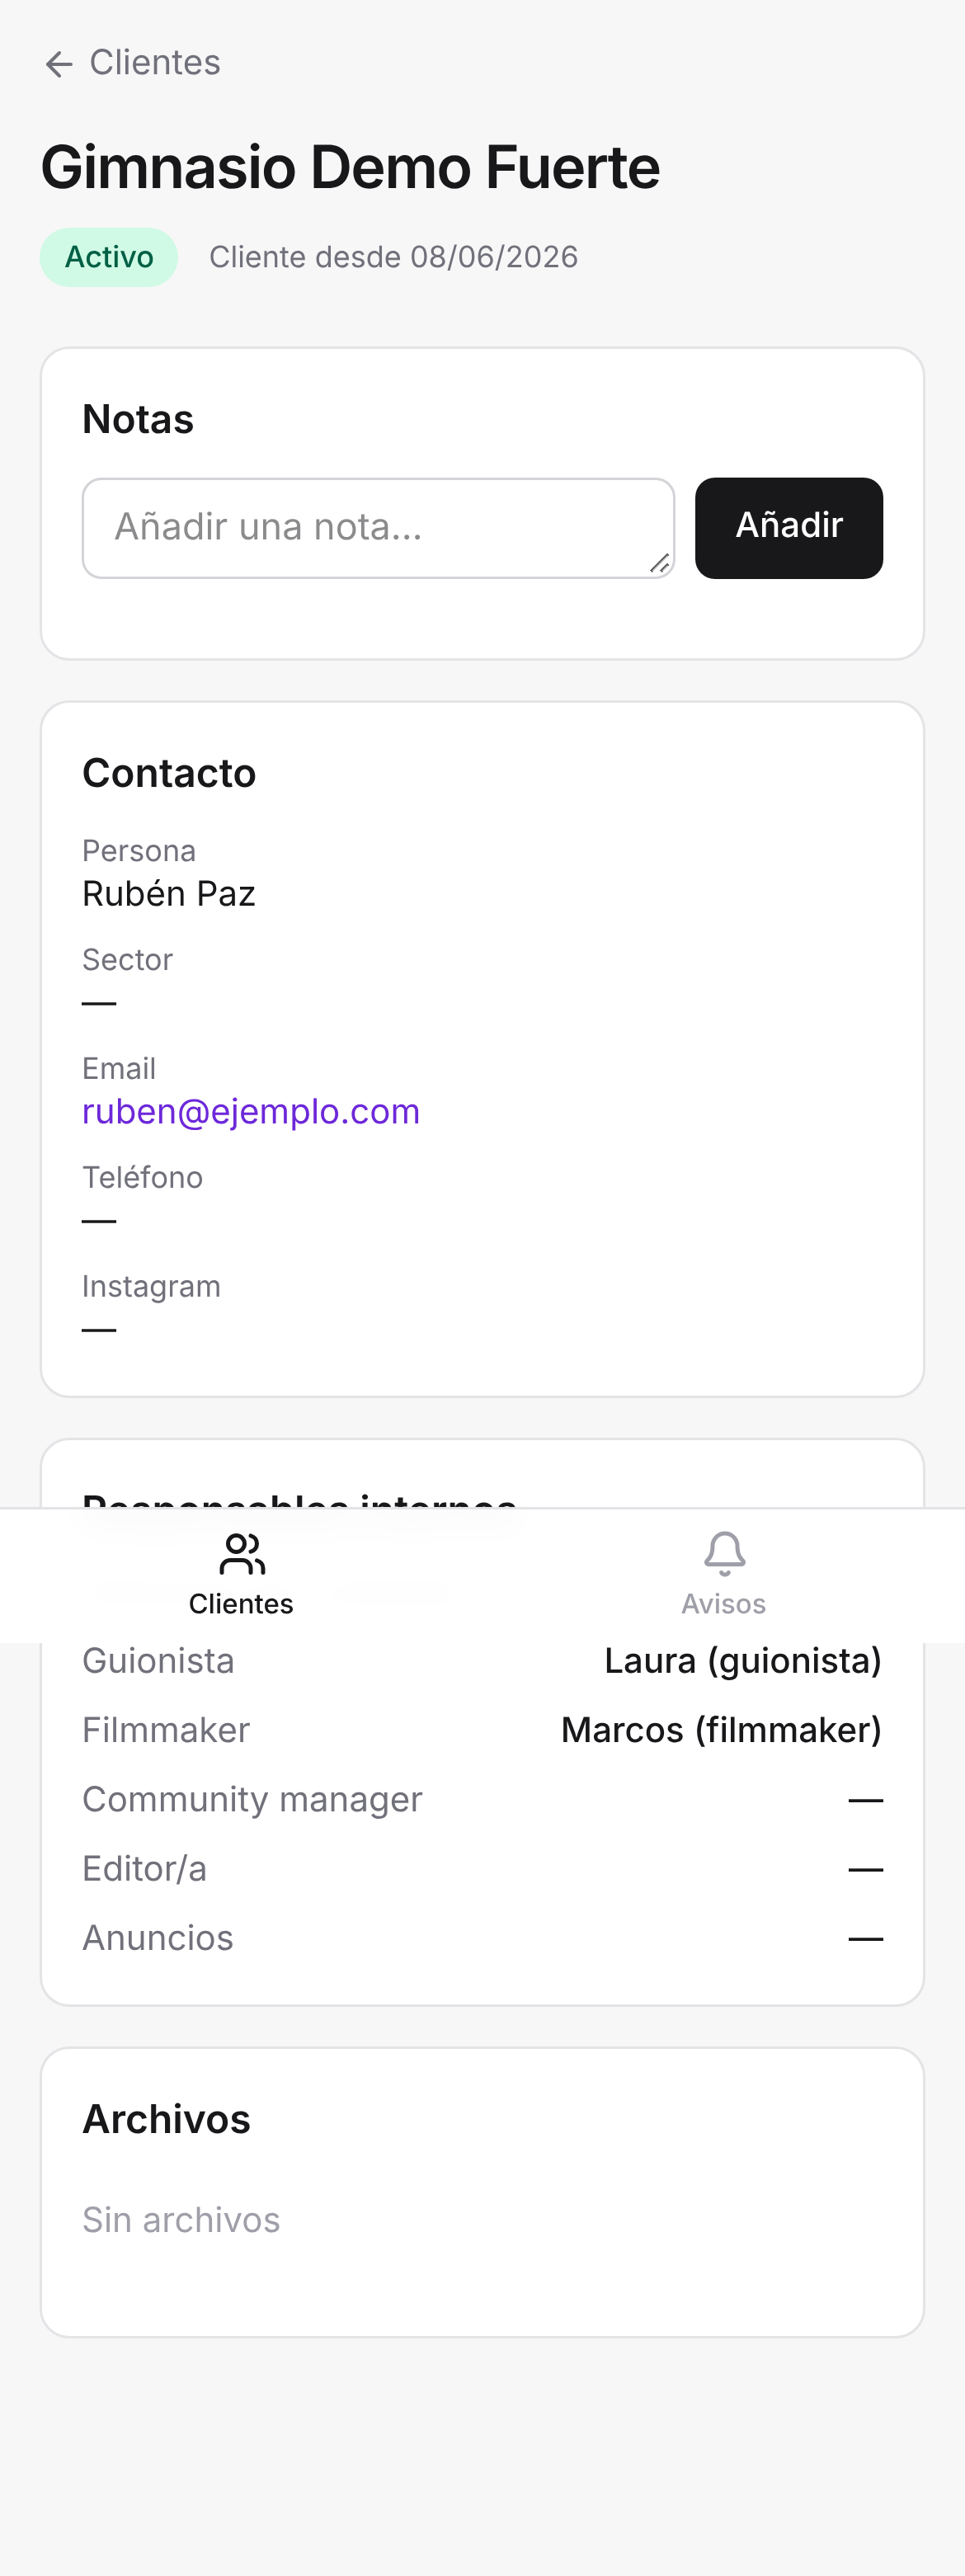 Clientes
Gimnasio Demo Fuerte
Activo Cliente desde 08/06/2026
Notas
Añadir una nota...
Añadir
Contacto
Persona
Rubén Paz
Sector
—
Email
ruben@ejemplo.com
Teléfono
—
Instagram
—
Responsables internos
Clientes Avisos
Guionista Laura (guionista)
Filmmaker Marcos (filmmaker)
Community manager —
Editor/a —
Anuncios —
Archivos
Sin archivos